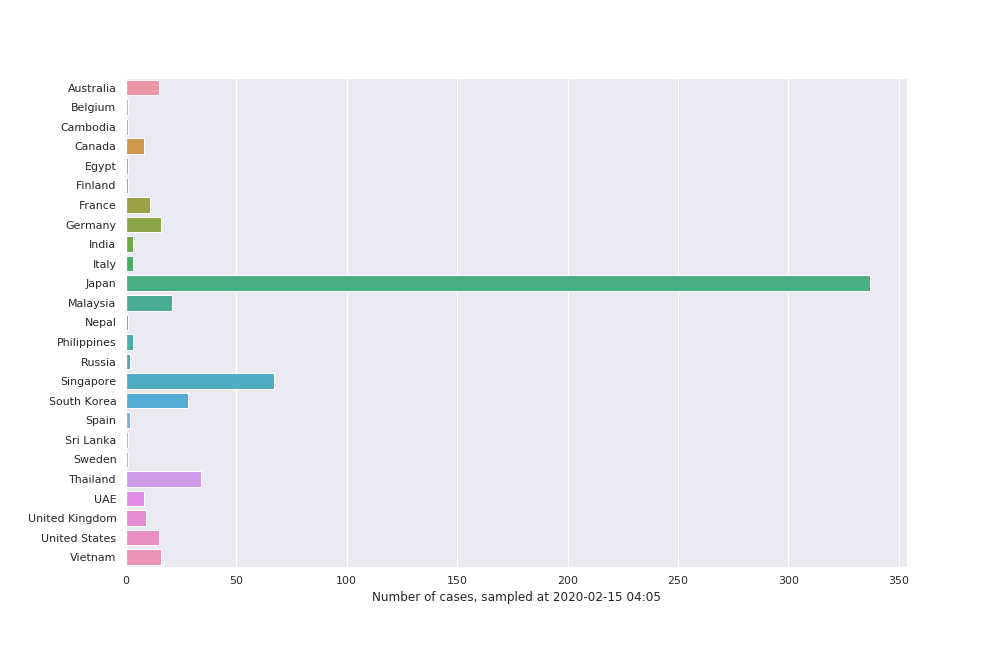 Australia
Belgium
Cambodia
Canada
Egypt
Finland
France
Germany
India
Italy
Japan
Malaysia
Nepal
Philippines
Russia
Singapore
South Korea
Spain
Sri Lanka
Sweden
Thailand
UAE
United Kingdom
United States
Vietnam
0 50 100 150 200 250 300 350
Number of cases, sampled at 2020-02-15 04:05